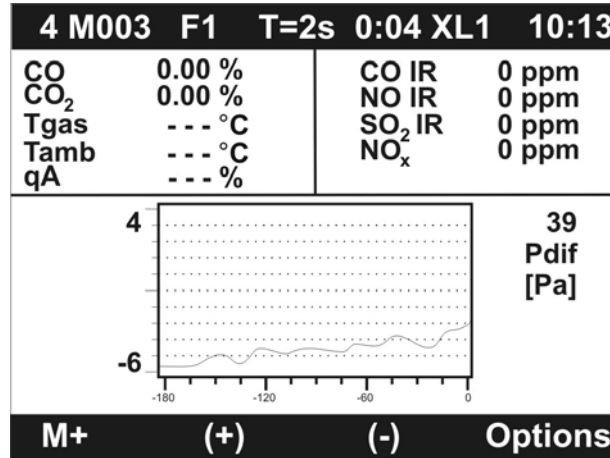 4 M003 F1 T=2s 0:04 XL1 10:13
CO 0.00 %
CO₂ 0.00 %
Tgas - - - °C
Tamb - - - °C
qA - - - %
CO IR 0 ppm
NO IR 0 ppm
SO₂ IR 0 ppm
NOₓ 0 ppm
4
-6
-180 -120 -60 0
39
Pdif
[Pa]
M+ (+) (-) Options